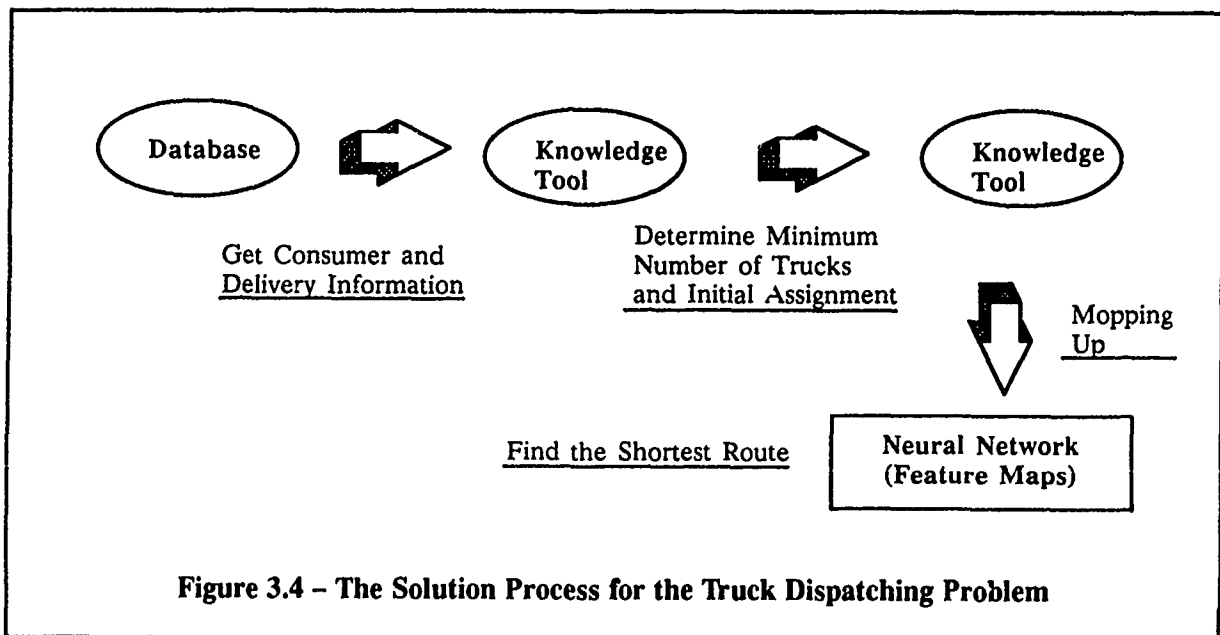 Database
Knowledge
Tool
Knowledge
Tool
Get Consumer and
Delivery Information
Determine Minimum
Number of Trucks
and Initial Assignment
Mopping
Up
Find the Shortest Route
Neural Network
(Feature Maps)
Figure 3.4 – The Solution Process for the Truck Dispatching Problem